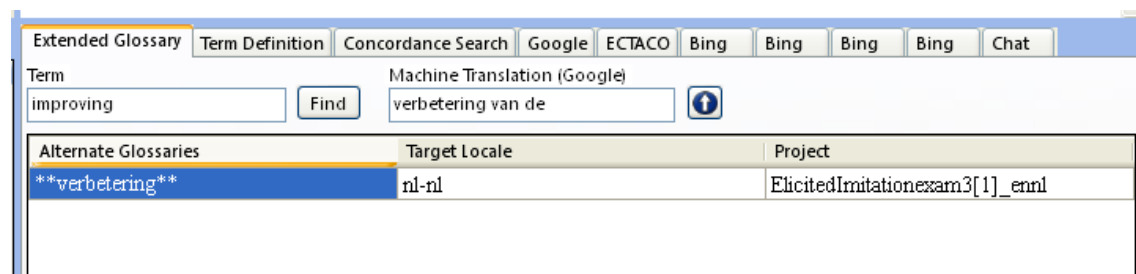 Extended Glossary Term Definition Concordance Search Google ECTACO Bing Bing Bing Bing Chat
Term Machine Translation (Google)
improving Find verbetering van de
Alternate Glossaries Target Locale Project
**verbetering** nl-nl ElicitedImitationexam3[1]_ennl